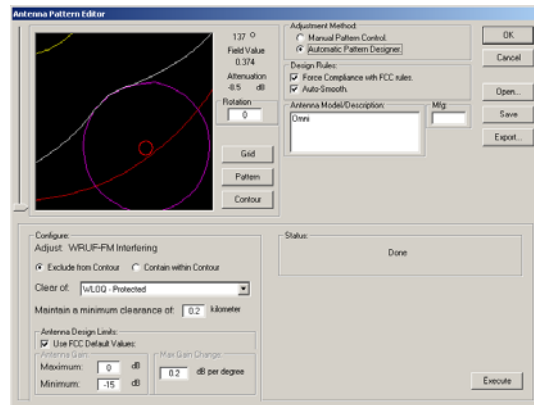 Antenna Pattern Editor
137 °
Field Value
0.374
Attenuation
-8.5 dB
Rotation
0
Grid
Pattern
Contour
Adjustment Method:
Manual Pattern Control.
Automatic Pattern Designer.
Design Rules:
Force Compliance with FCC rules.
Auto-Smooth.
Antenna Model/Description:
Mfg:
Omni
OK
Cancel
Open...
Save
Export...
Configure:
Adjust: WRUF-FM Interfering
Exclude from Contour Contain within Contour
Clear of: WLOQ - Protected
Maintain a minimum clearance of: 0.2 kilometer
Antenna Design Limits:
Use FCC Default Values:
Antenna Gain:
Maximum: 0 dB
Minimum: -15 dB
Max Gain Change:
0.2 dB per degree
Status:
Done
Execute